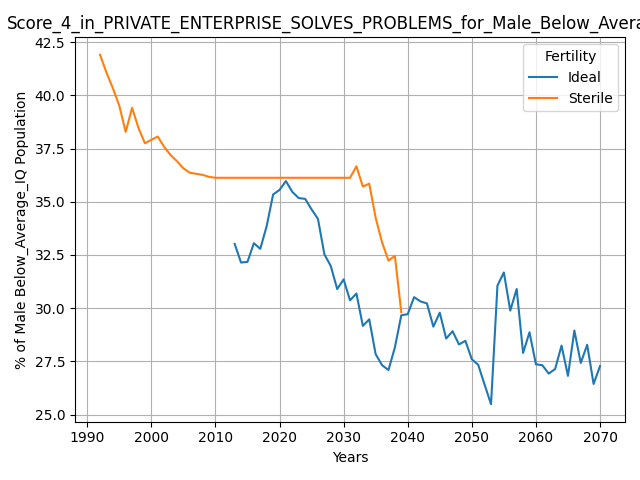 Score_4_in_PRIVATE_ENTERPRISE_SOLVES_PROBLEMS_for_Male_Below_Avera
Fertility
Ideal
Sterile
% of Male Below_Average_IQ Population
42.5
40.0
37.5
35.0
32.5
30.0
27.5
25.0
1990 2000 2010 2020 2030 2040 2050 2060 2070
Years